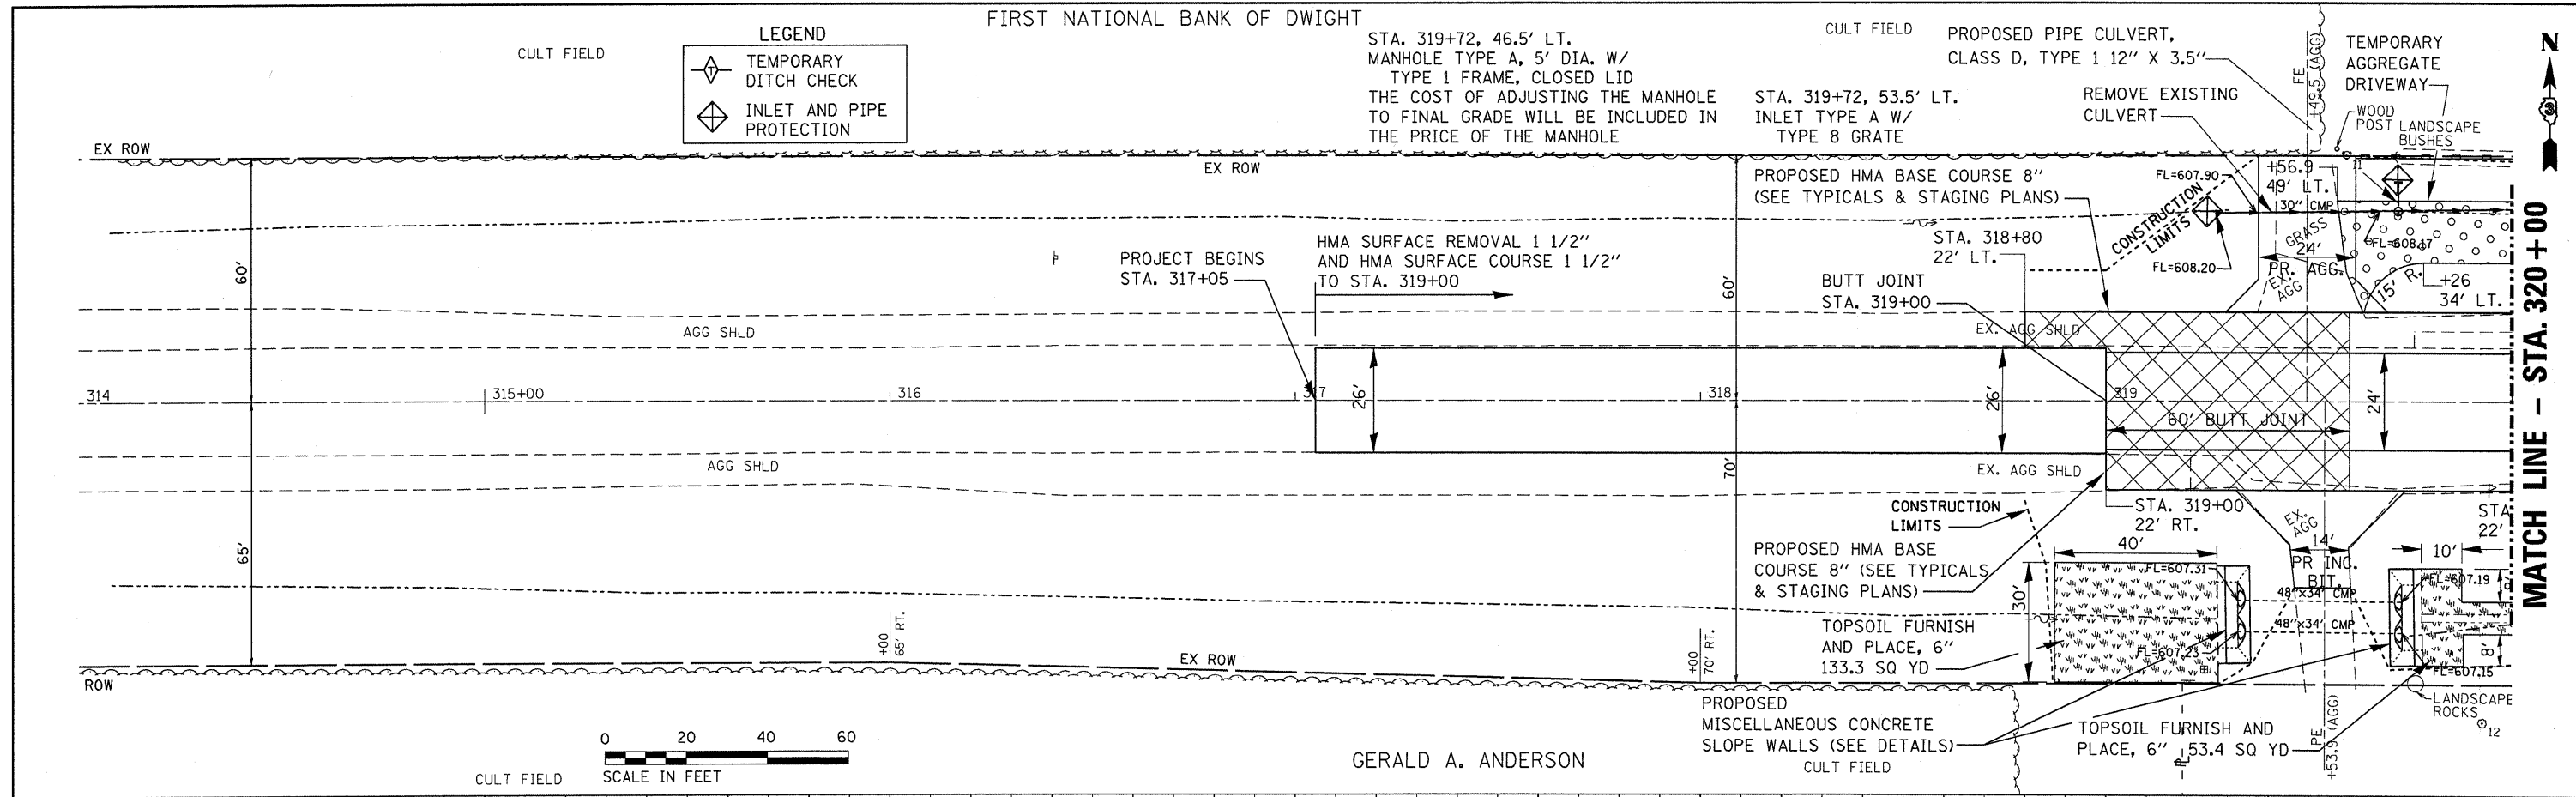 FIRST NATIONAL BANK OF DWIGHT
LEGEND
TEMPORARY
DITCH CHECK
INLET AND PIPE
PROTECTION
CULT FIELD
STA. 319+72, 46.5' LT.
MANHOLE TYPE A, 5' DIA. W/
TYPE 1 FRAME, CLOSED LID
THE COST OF ADJUSTING THE MANHOLE
TO FINAL GRADE WILL BE INCLUDED IN
THE PRICE OF THE MANHOLE
STA. 319+72, 53.5' LT.
INLET TYPE A W/
TYPE 8 GRATE
CULT FIELD
PROPOSED PIPE CULVERT,
CLASS D, TYPE 1 12" X 3.5"
REMOVE EXISTING
CULVERT
FE
+49.5 (AGG)
TEMPORARY
AGGREGATE
DRIVEWAY
WOOD
POST
LANDSCAPE
BUSHES
N
3
EX ROW
EX ROW
PROPOSED HMA BASE COURSE 8"
(SEE TYPICALS & STAGING PLANS)
CONSTRUCTION
LIMITS
FL=607.90
+56.9
49' LT.
11
T
30" CMP
GRASS
24'
FL=608.17
FL=608.20
PR. AGG.
EX.
AGG
15' R.
+26
34' LT.
60'
60'
PROJECT BEGINS
STA. 317+05
HMA SURFACE REMOVAL 1 1/2"
AND HMA SURFACE COURSE 1 1/2"
TO STA. 319+00
STA. 318+80
22' LT.
BUTT JOINT
STA. 319+00
AGG SHLD
EX. AGG SHLD
314
315+00
316
317
318
319
26'
26'
24'
60' BUTT JOINT
AGG SHLD
EX. AGG SHLD
65'
70'
CONSTRUCTION
LIMITS
STA. 319+00
22' RT.
EX.
AGG
STA
22'
PROPOSED HMA BASE
COURSE 8" (SEE TYPICALS
& STAGING PLANS)
40'
30'
14'
PR INC.
BIT.
10'
FL=607.31
FL=607.19
48"x34" CMP
48"x34" CMP
FL=607.23
8'
FL=607.15
TOPSOIL FURNISH
AND PLACE, 6"
133.3 SQ YD
+00
65' RT.
+00
70' RT.
EX ROW
ROW
0 20 40 60
SCALE IN FEET
CULT FIELD
GERALD A. ANDERSON
PROPOSED
MISCELLANEOUS CONCRETE
SLOPE WALLS (SEE DETAILS)
CULT FIELD
TOPSOIL FURNISH AND
PLACE, 6" 53.4 SQ YD
PE
+53.9 (AGG)
LANDSCAPE
ROCKS
12
MATCH LINE - STA. 320+00